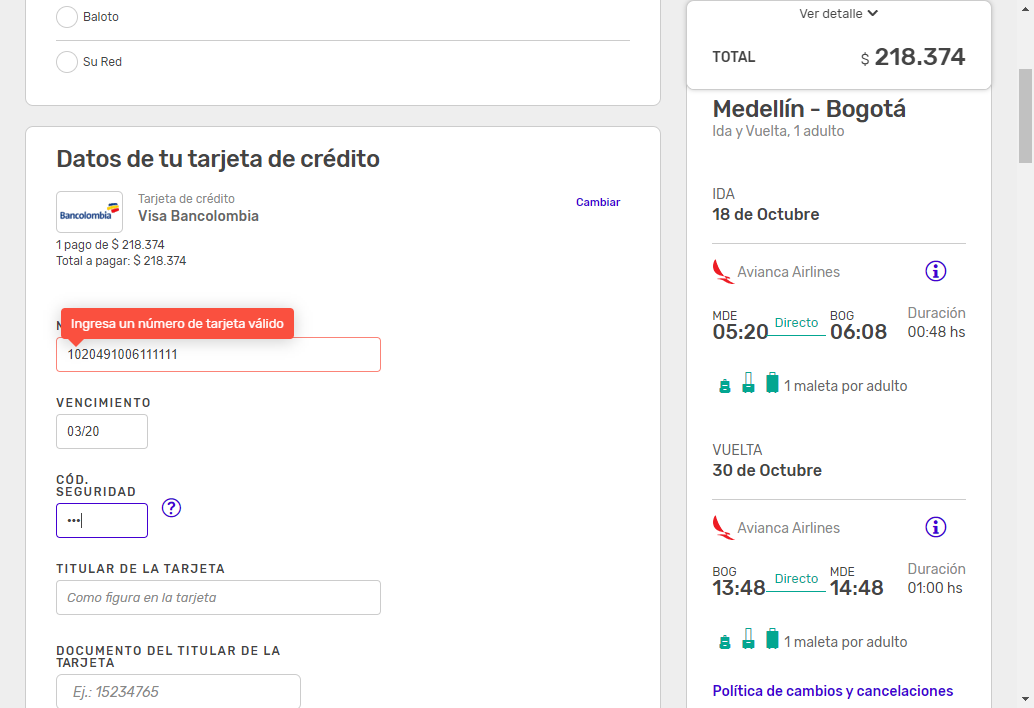 Baloto
Su Red
Datos de tu tarjeta de crédito
Bancolombia
Tarjeta de crédito
Visa Bancolombia
Cambiar
1 pago de $ 218.374
Total a pagar: $ 218.374
Ingresa un número de tarjeta válido
1020491006111111
VENCIMIENTO
03/20
CÓD.
SEGURIDAD
•••
?
TITULAR DE LA TARJETA
Como figura en la tarjeta
DOCUMENTO DEL TITULAR DE LA
TARJETA
Ej.: 15234765
Ver detalle
TOTAL
$ 218.374
Medellín - Bogotá
Ida y Vuelta, 1 adulto
IDA
18 de Octubre
Avianca Airlines
MDE
05:20
Directo
BOG
06:08
Duración
00:48 hs
1 maleta por adulto
VUELTA
30 de Octubre
Avianca Airlines
BOG
13:48
Directo
MDE
14:48
Duración
01:00 hs
1 maleta por adulto
Política de cambios y cancelaciones